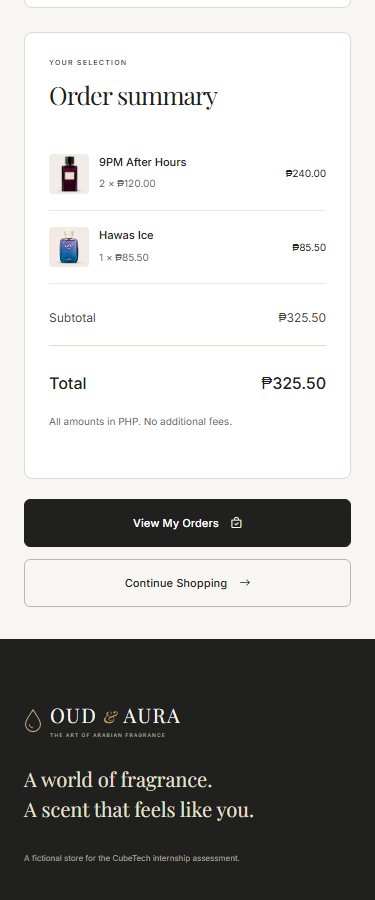 YOUR SELECTION
Order summary
9PM After Hours
2 × ₱120.00
₱240.00
Hawas Ice
1 × ₱85.50
₱85.50
Subtotal
₱325.50
Total
₱325.50
All amounts in PHP. No additional fees.
View My Orders
Continue Shopping →
OUD & AURA
THE ART OF ARABIAN FRAGRANCE
A world of fragrance.
A scent that feels like you.
A fictional store for the CubeTech internship assessment.